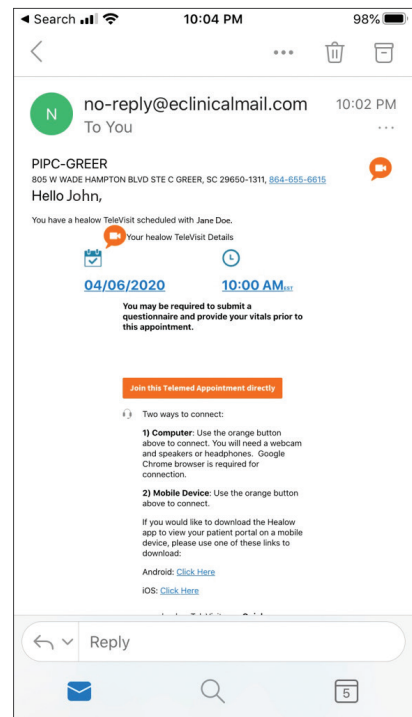 Search 10:04 PM 98%
N
no-reply@eclinicalmail.com 10:02 PM
To You
PIPC-GREER
805 W WADE HAMPTON BLVD STE C GREER, SC 29650-1311, 864-655-6615
Hello John,
You have a healow TeleVisit scheduled with Jane Doe.
Your healow TeleVisit Details
04/06/2020 10:00 AM
You may be required to submit a
questionnaire and provide your vitals prior to
this appointment.
Join this Telemed Appointment directly
Two ways to connect:
1) Computer: Use the orange button
above to connect. You will need a webcam
and speakers or headphones. Google
Chrome browser is required for
connection.
2) Mobile Device: Use the orange button
above to connect.
If you would like to download the Healow
app to view your patient portal on a mobile
device, please use one of these links to
download:
Android: Click Here
iOS: Click Here
Reply
5